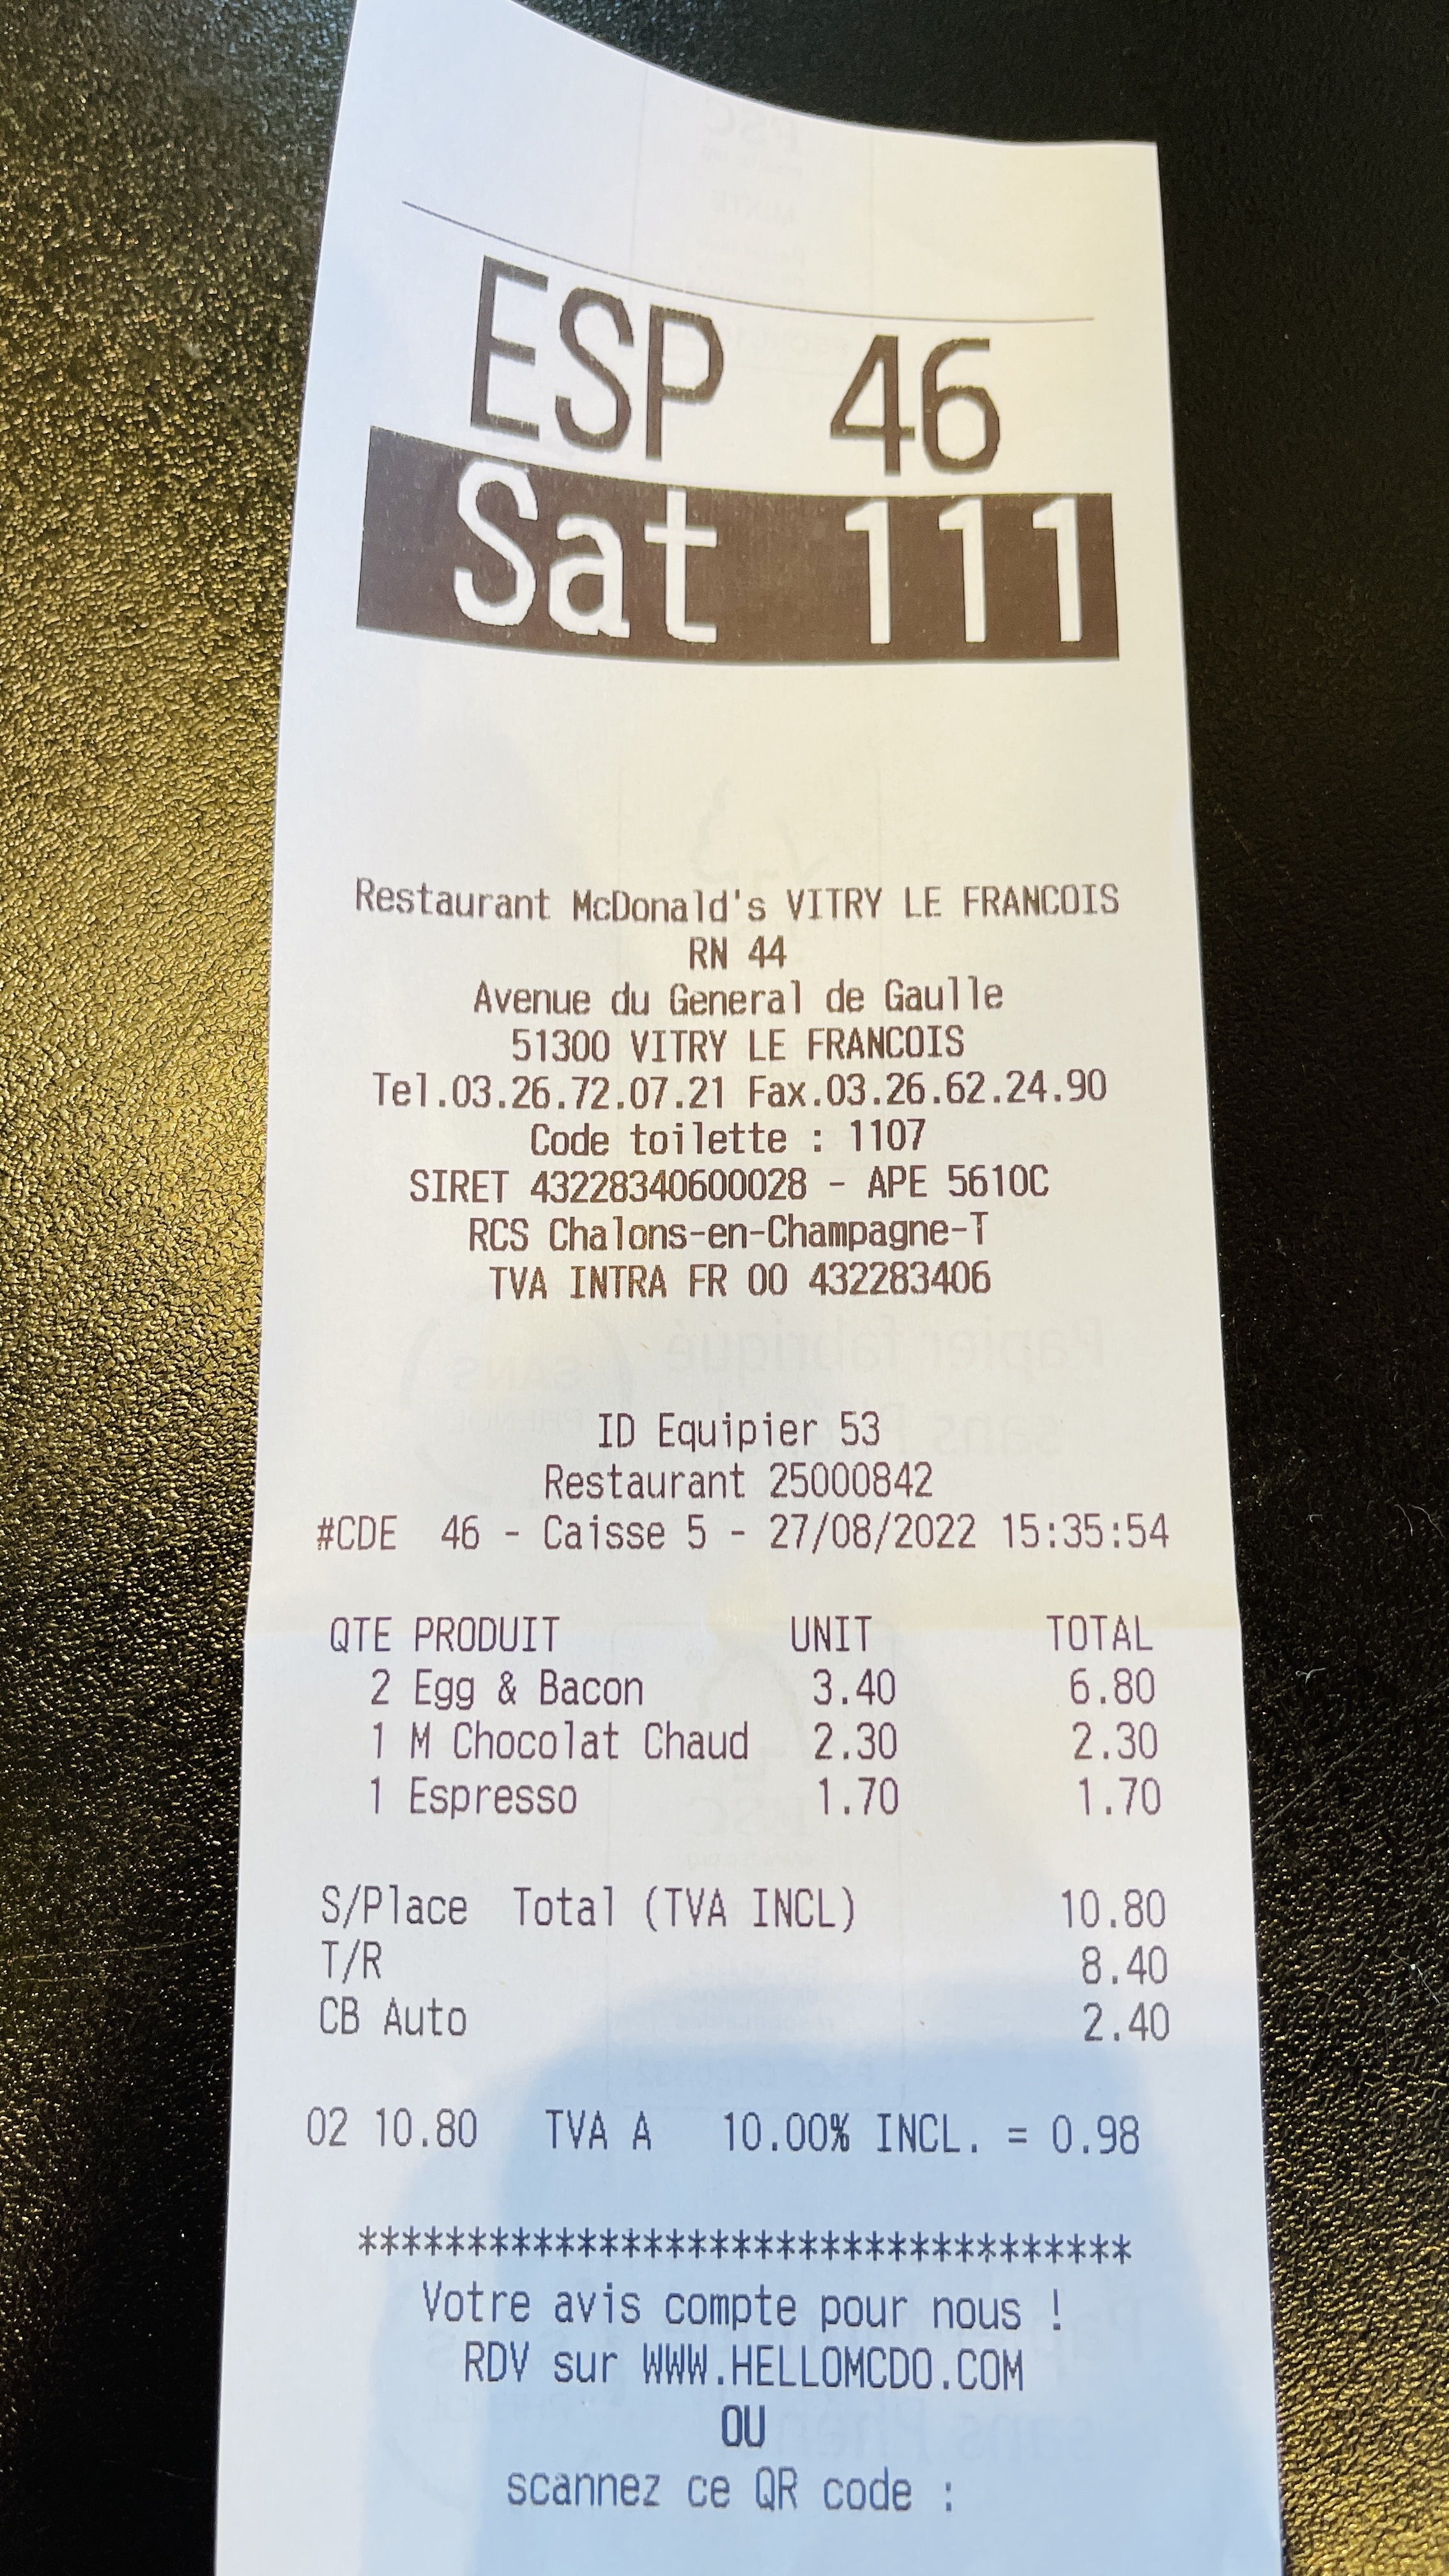 ESP 46
Sat 111
Restaurant McDonald's VITRY LE FRANCOIS
RN 44
Avenue du General de Gaulle
51300 VITRY LE FRANCOIS
Tel.03.26.72.07.21 Fax.03.26.62.24.90
Code toilette : 1107
SIRET 43228340600028 - APE 5610C
RCS Chalons-en-Champagne-T
TVA INTRA FR 00 432283406
ID Equipier 53
Restaurant 25000842
#CDE 46 - Caisse 5 - 27/08/2022 15:35:54
QTE PRODUIT UNIT TOTAL
2 Egg & Bacon 3.40 6.80
1 M Chocolat Chaud 2.30 2.30
1 Espresso 1.70 1.70
S/Place Total (TVA INCL) 10.80
T/R 8.40
CB Auto 2.40
02 10.80 TVA A 10.00% INCL. = 0.98
************************************
Votre avis compte pour nous !
RDV sur WWW.HELLOMCDO.COM
OU
scannez ce QR code :